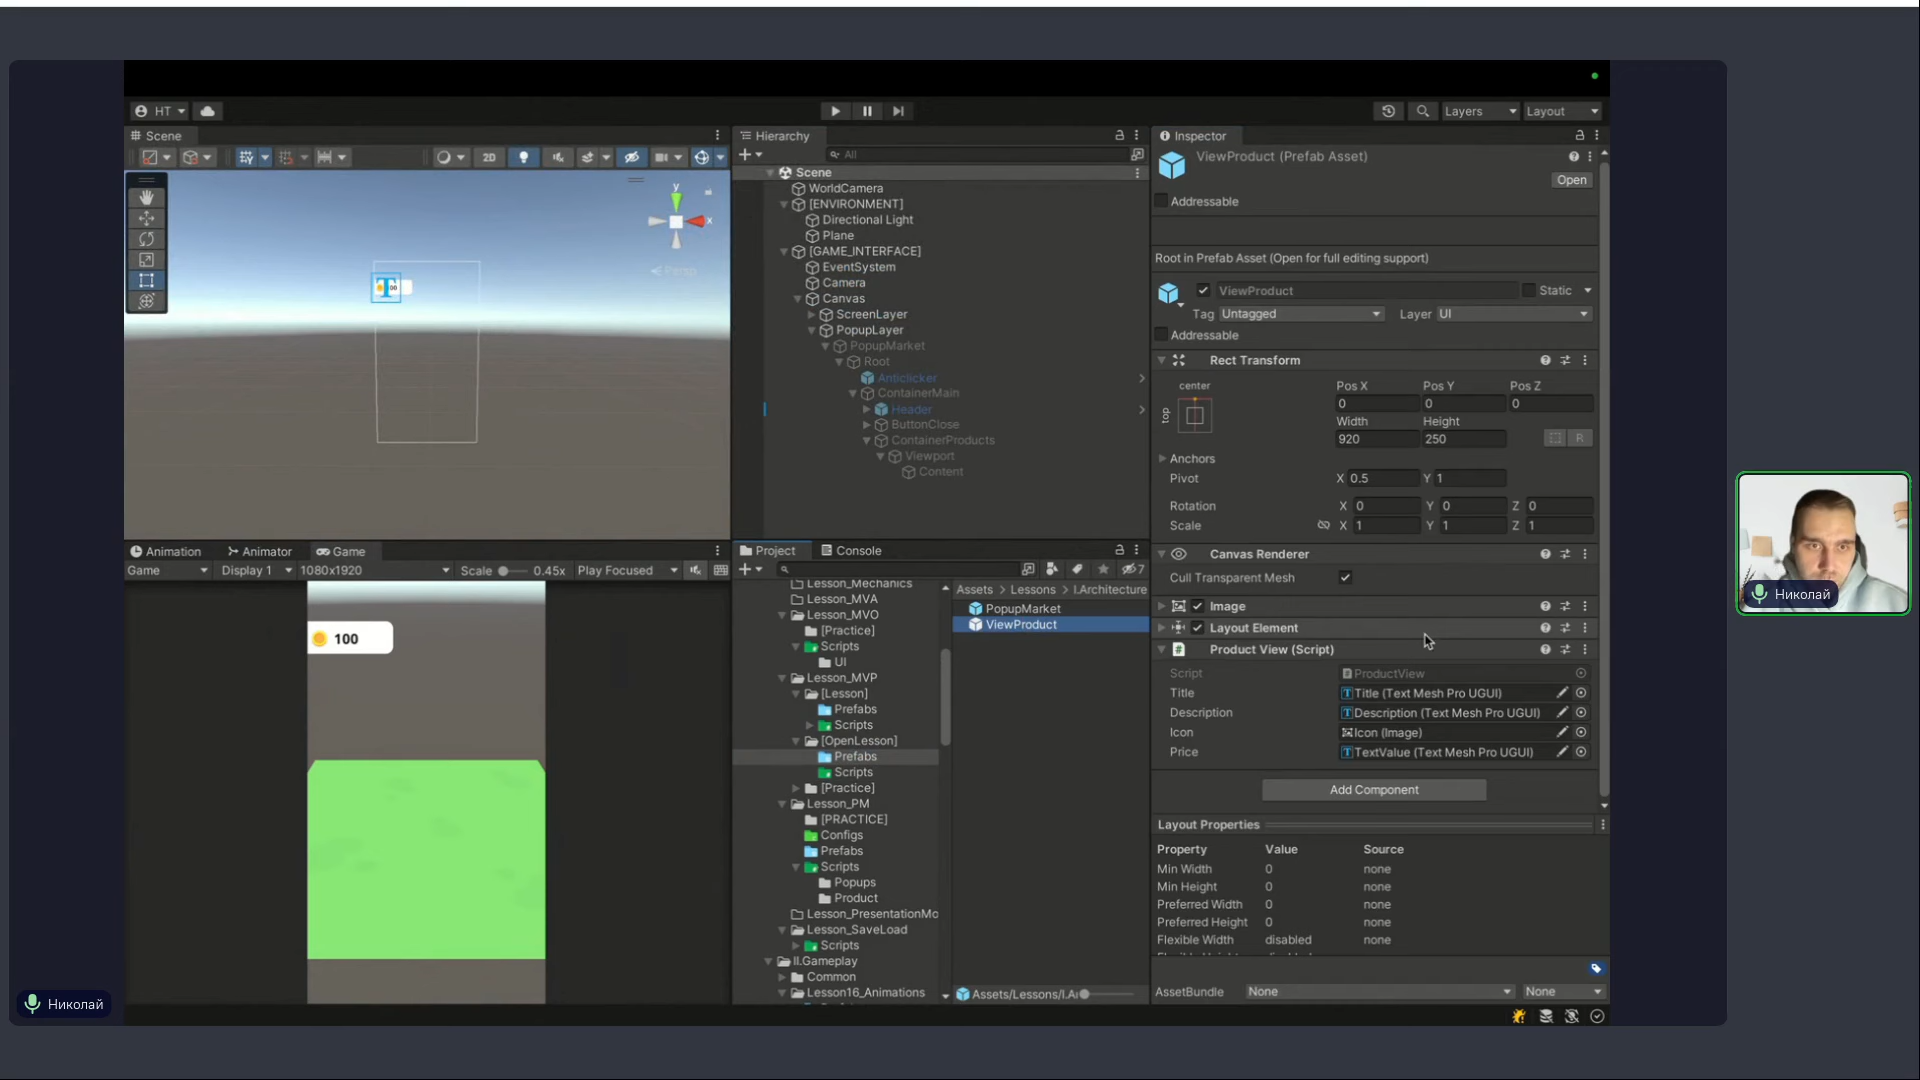 HT
Layers
Layout
Scene
2D
y
x
Persp
100
Hierarchy
All
Scene
WorldCamera
[ENVIRONMENT]
Directional Light
Plane
[GAME_INTERFACE]
EventSystem
Camera
Canvas
ScreenLayer
PopupLayer
PopupMarket
Root
Anticlicker
ContainerMain
Header
ButtonClose
ContainerProducts
Viewport
Content
Inspector
ViewProduct (Prefab Asset)
Open
Addressable
Root in Prefab Asset (Open for full editing support)
ViewProduct
Static
Tag Untagged
Layer UI
Addressable
Rect Transform
center
top
Pos X Pos Y Pos Z
0 0 0
Width Height
920 250
R
Anchors
Pivot X 0.5 Y 1
Rotation X 0 Y 0 Z 0
Scale X 1 Y 1 Z 1
Canvas Renderer
Cull Transparent Mesh
Image
Layout Element
Product View (Script)
Script ProductView
Title Title (Text Mesh Pro UGUI)
Description Description (Text Mesh Pro UGUI)
Icon Icon (Image)
Price TextValue (Text Mesh Pro UGUI)
Add Component
Layout Properties
Property Value Source
Min Width 0 none
Min Height 0 none
Preferred Width 0 none
Preferred Height 0 none
Flexible Width disabled none
AssetBundle None None
Animation Animator Game
Game Display 1 1080x1920 Scale 0.45x Play Focused
100
Project Console
7
Lesson_Mechanics
Lesson_MVA
Lesson_MVO
[Practice]
Scripts
UI
Lesson_MVP
[Lesson]
Prefabs
Scripts
[OpenLesson]
Prefabs
Scripts
[Practice]
Lesson_PM
[PRACTICE]
Configs
Prefabs
Scripts
Popups
Product
Lesson_PresentationMo
Lesson_SaveLoad
Scripts
II.Gameplay
Common
Lesson16_Animations
Assets > Lessons > I.Architecture
PopupMarket
ViewProduct
Assets/Lessons/I.A
Николай
Николай